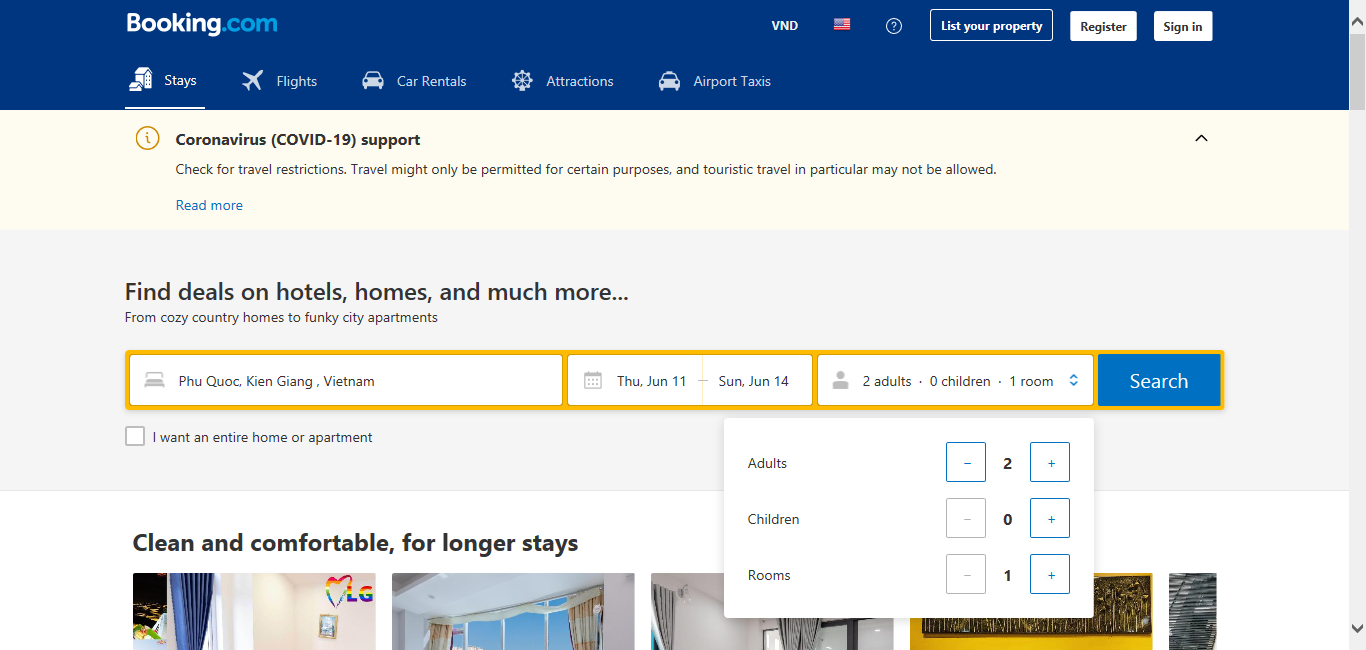 Booking.com
VND
List your property
Register
Sign in
Stays
Flights
Car Rentals
Attractions
Airport Taxis
Coronavirus (COVID-19) support
Check for travel restrictions. Travel might only be permitted for certain purposes, and touristic travel in particular may not be allowed.
Read more
Find deals on hotels, homes, and much more...
From cozy country homes to funky city apartments
Phu Quoc, Kien Giang , Vietnam
Thu, Jun 11 — Sun, Jun 14
2 adults · 0 children · 1 room
Search
I want an entire home or apartment
Adults − 2 +
Children − 0 +
Rooms − 1 +
Clean and comfortable, for longer stays
LG